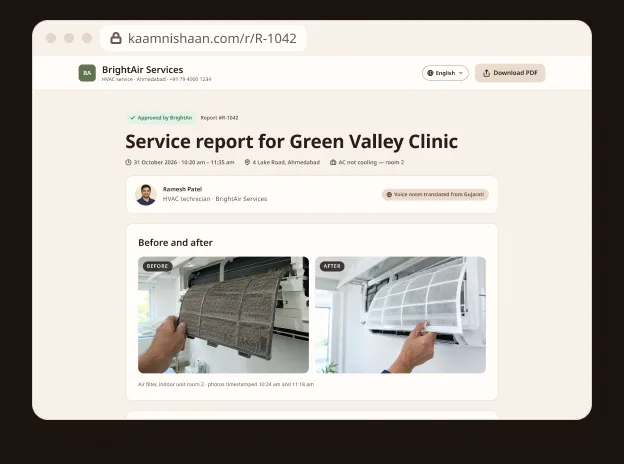 kaamnishaan.com/r/R-1042
BA
BrightAir Services
HVAC service · Ahmedabad · +91 79 4000 1234
English
Download PDF
Approved by BrightAir
Report #R-1042
Service report for Green Valley Clinic
31 October 2026 · 10:20 am – 11:35 am
4 Lake Road, Ahmedabad
AC not cooling — room 2
Ramesh Patel
HVAC technician · BrightAir Services
Voice notes translated from Gujarati
Before and after
BEFORE
AFTER
Air filter, indoor unit room 2 · photos timestamped 10:24 am and 11:18 am